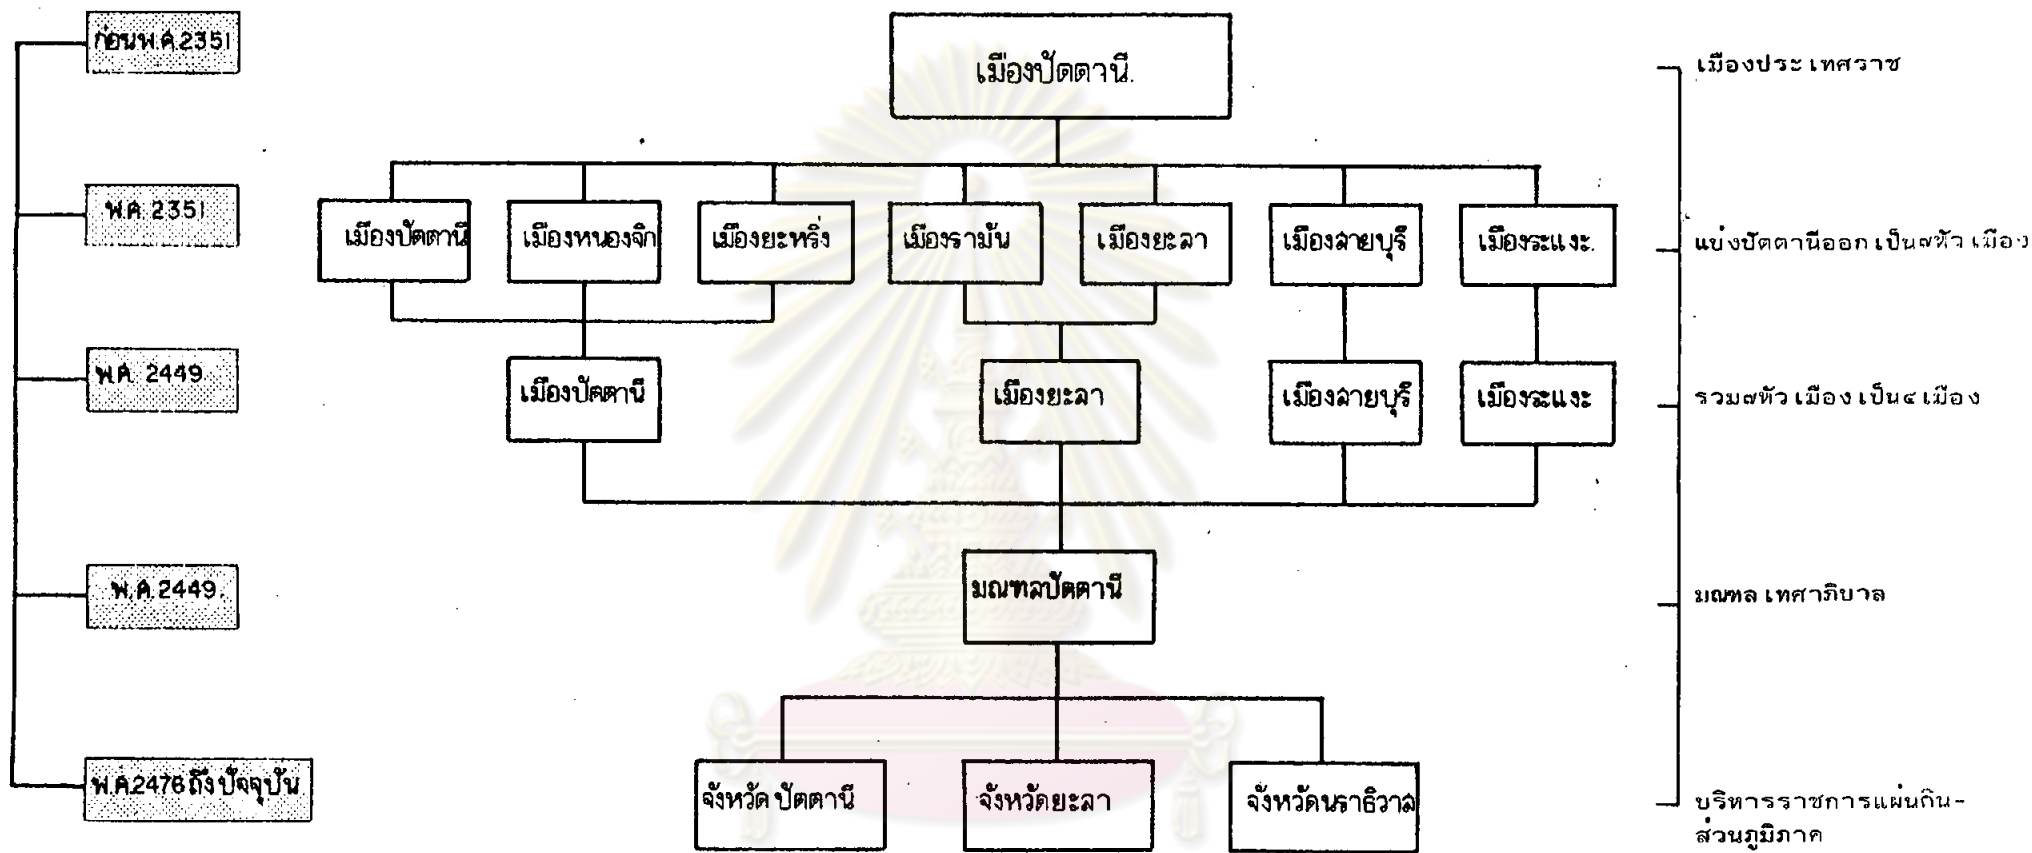 ก่อนพ.ศ.2351
เมืองปัตตานี.
เมืองประเทศราช
พ.ศ. 2351
เมืองปัตตานี
เมืองหนองจิก
เมืองยะหริ่ง
เมืองรามัน
เมืองยะลา
เมืองสายบุรี
เมืองระแงะ.
แบ่งปัตตานีออกเป็น๗หัวเมือง
พ.ศ. 2449
เมืองปัตตานี
เมืองยะลา
เมืองสายบุรี
เมืองระแงะ
รวม๗หัวเมืองเป็น๔เมือง
พ.ศ.2449.
มณฑลปัตตานี
มณฑลเทศาภิบาล
พ.ศ.2476 ถึงปัจจุบัน
จังหวัดปัตตานี
จังหวัดยะลา
จังหวัดนราธิวาส
บริหารราชการแผ่นดิน-
ส่วนภูมิภาค